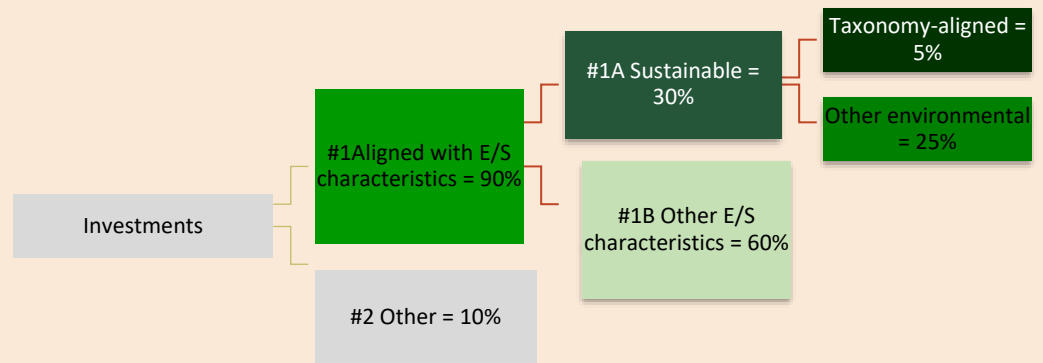 Investments
#1Aligned with E/S
characteristics = 90%
#2 Other = 10%
#1A Sustainable =
30%
#1B Other E/S
characteristics = 60%
Taxonomy-aligned =
5%
Other environmental
= 25%